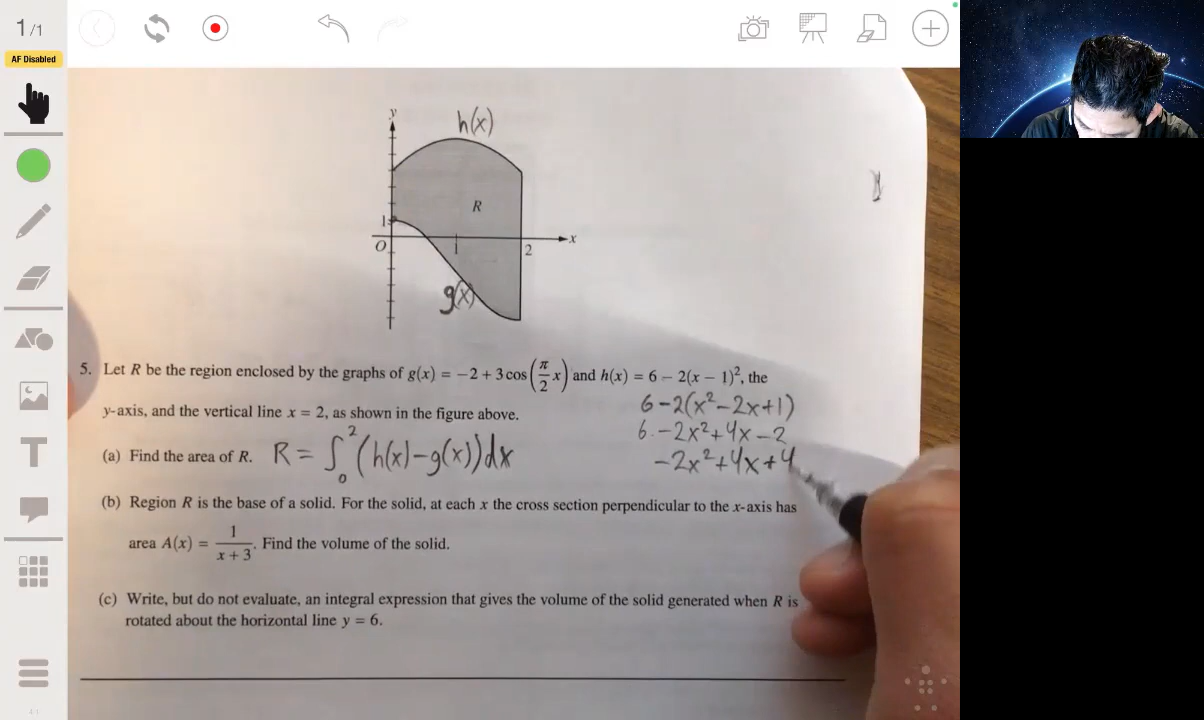 1/1
AF Disabled
y
h(x)
R
1
O
1
2
x
g(x)
5. Let R be the region enclosed by the graphs of g(x) = −2 + 3 cos(π/2 x) and h(x) = 6 − 2(x − 1)², the
6-2(x²-2x+1)
y-axis, and the vertical line x = 2, as shown in the figure above.
6-2x²+4x-2
(a) Find the area of R. R = ∫₀² (h(x)-g(x))dx
-2x²+4x+4
(b) Region R is the base of a solid. For the solid, at each x the cross section perpendicular to the x-axis has
area A(x) = 1/(x + 3). Find the volume of the solid.
(c) Write, but do not evaluate, an integral expression that gives the volume of the solid generated when R is
rotated about the horizontal line y = 6.
T